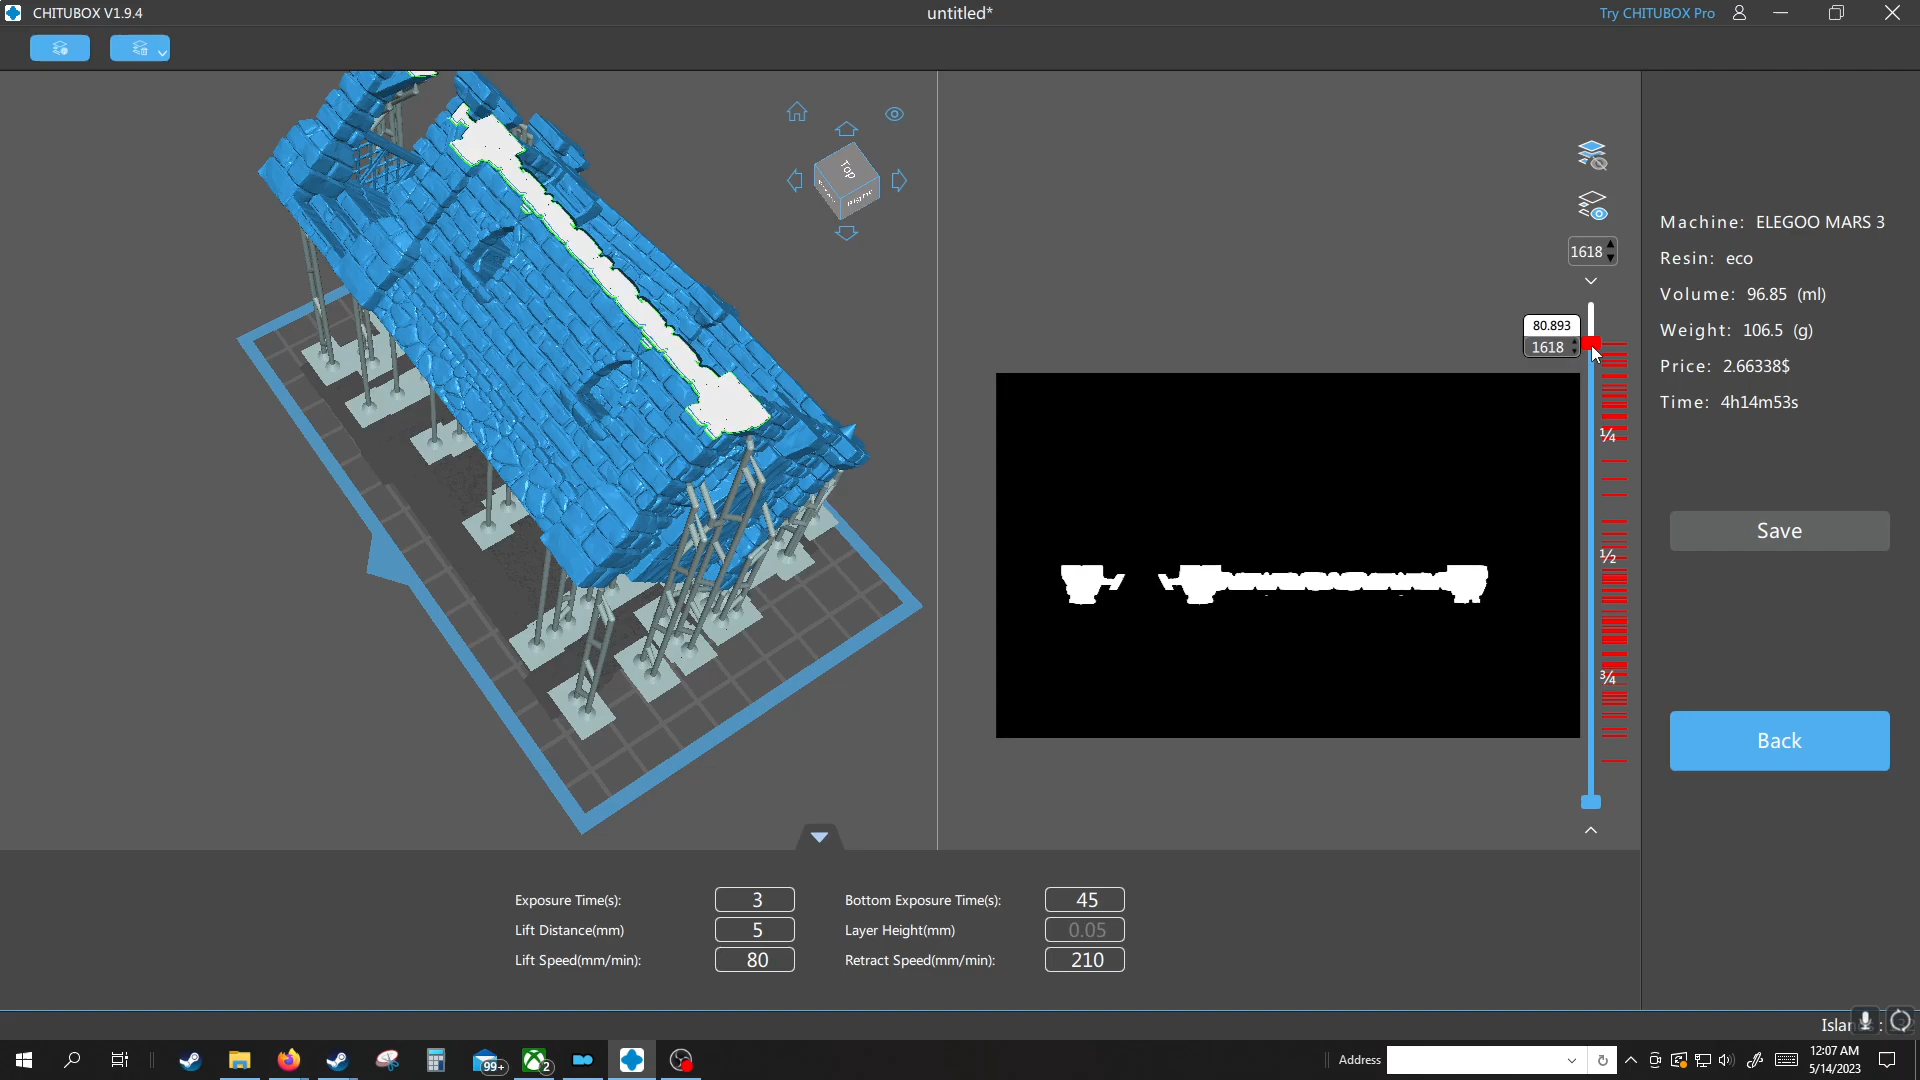 CHITUBOX V1.9.4
untitled*
Try CHITUBOX Pro
TOP
RIGHT
1618
80.893
1618
¼
½
¾
Machine: ELEGOO MARS 3
Resin: eco
Volume: 96.85 (ml)
Weight: 106.5 (g)
Price: 2.66338$
Time: 4h14m53s
Save
Back
Exposure Time(s): 3
Bottom Exposure Time(s): 45
Lift Distance(mm) 5
Layer Height(mm) 0.05
Lift Speed(mm/min): 80
Retract Speed(mm/min): 210
99+
2
Address
12:07 AM
5/14/2023